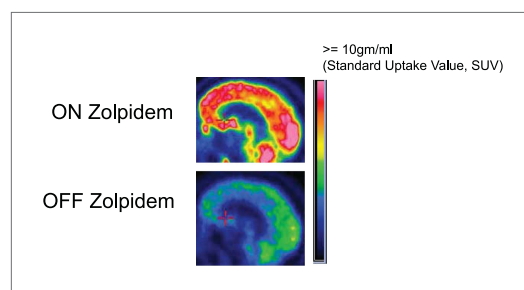 >= 10gm/ml
(Standard Uptake Value, SUV)
ON Zolpidem
OFF Zolpidem